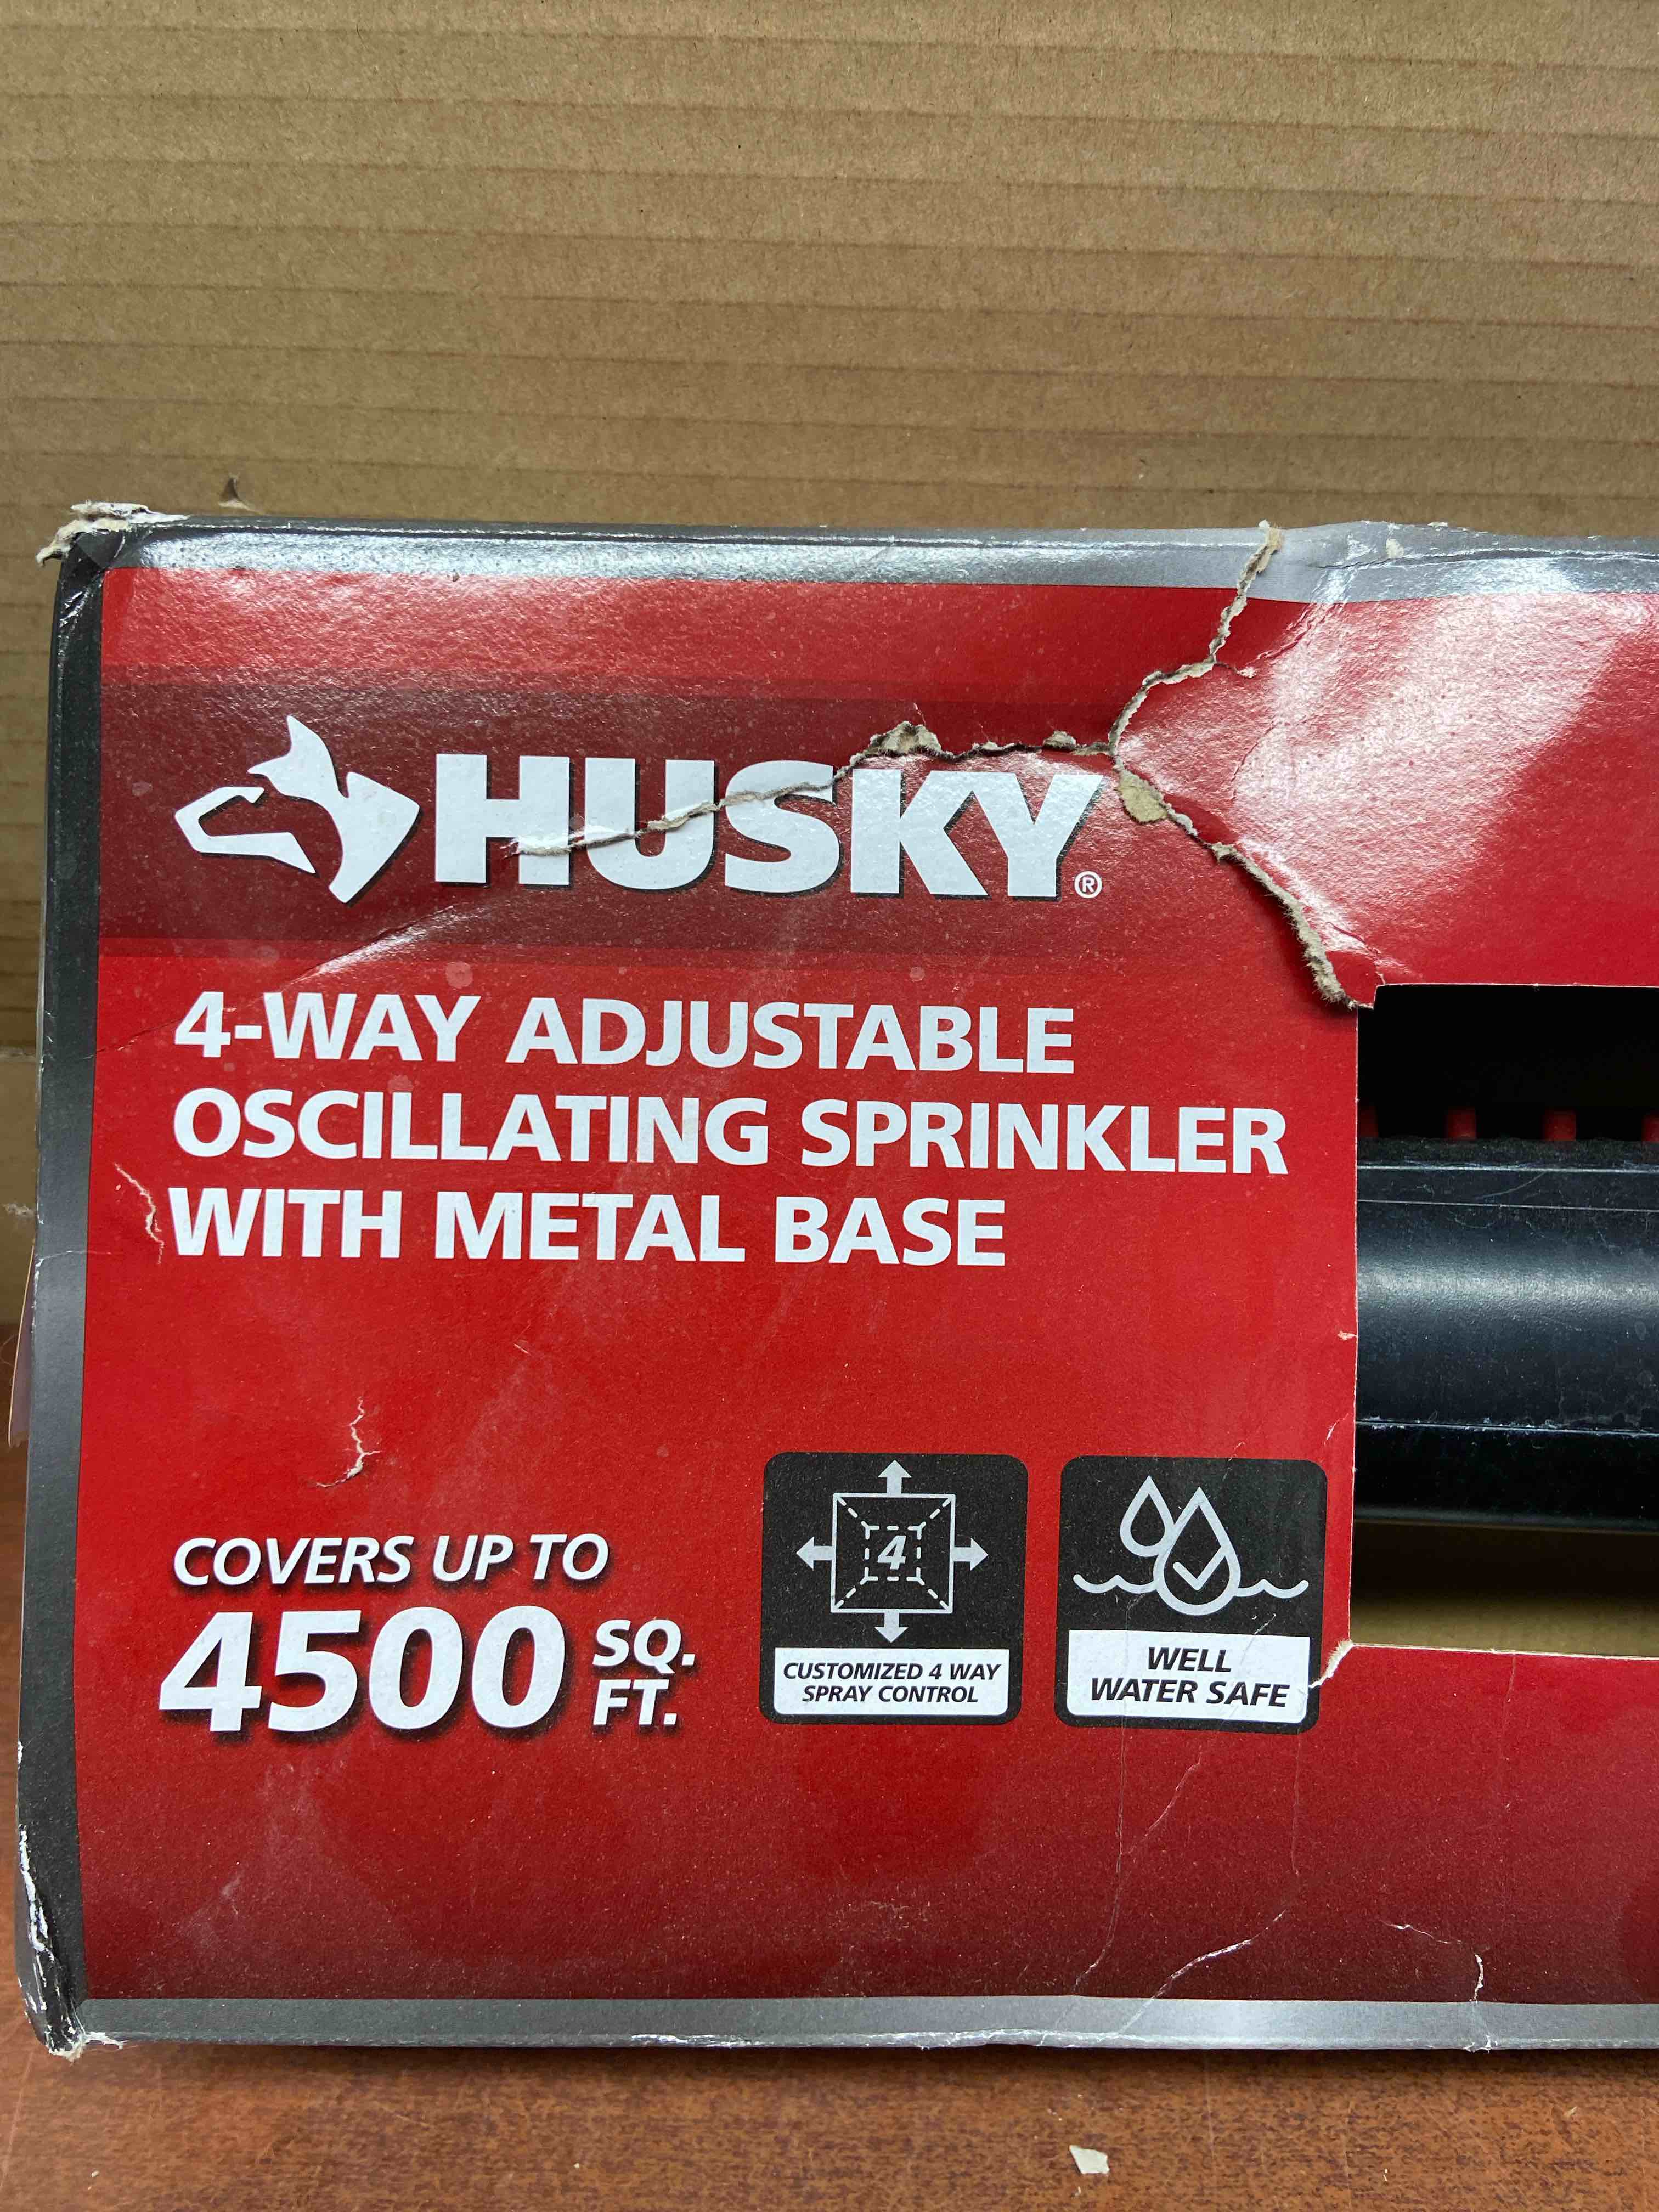 HUSKY®
4-WAY ADJUSTABLE
OSCILLATING SPRINKLER
WITH METAL BASE
COVERS UP TO
4500 SQ. FT.
4
CUSTOMIZED 4 WAY
SPRAY CONTROL
WELL
WATER SAFE